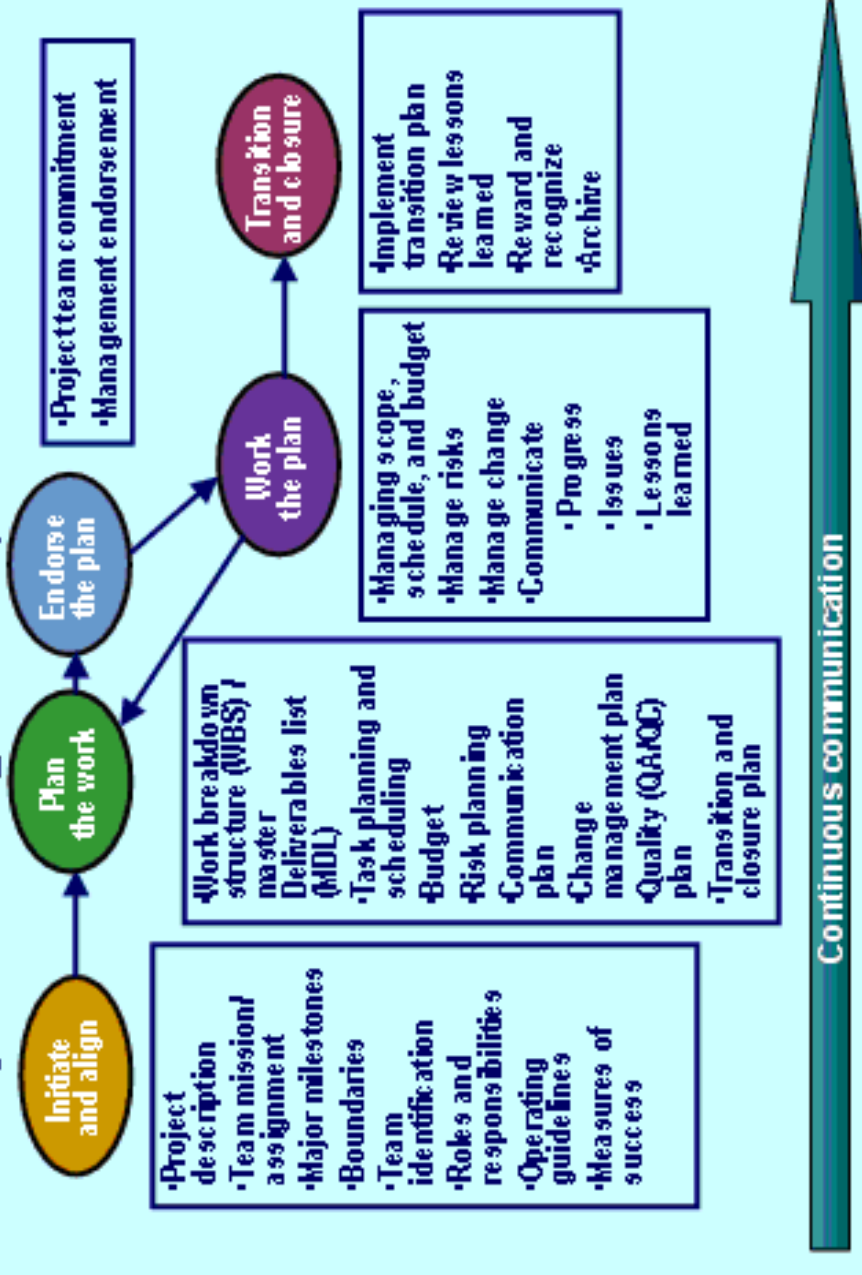 Initiate
and align
Plan
the work
Endorse
the plan
Work
the plan
Transition
and closure
•Project team commitment
•Management endorsement
•Project
description
•Team mission/
assignment
•Major milestones
•Boundaries
•Team
identification
•Roles and
responsibilities
•Operating
guidelines
•Measures of
success
•Work breakdown
structure (WBS) /
master
Deliverables list
(MDL)
•Task planning and
scheduling
•Budget
•Risk planning
•Communication
plan
•Change
management plan
•Quality (QA/QC)
plan
•Transition and
closure plan
•Managing scope,
schedule, and budget
•Manage risks
•Manage change
•Communicate
• Progress
• Issues
• Lessons
learned
•Implement
transition plan
•Review lessons
learned
•Reward and
recognize
•Archive
Continuous communication